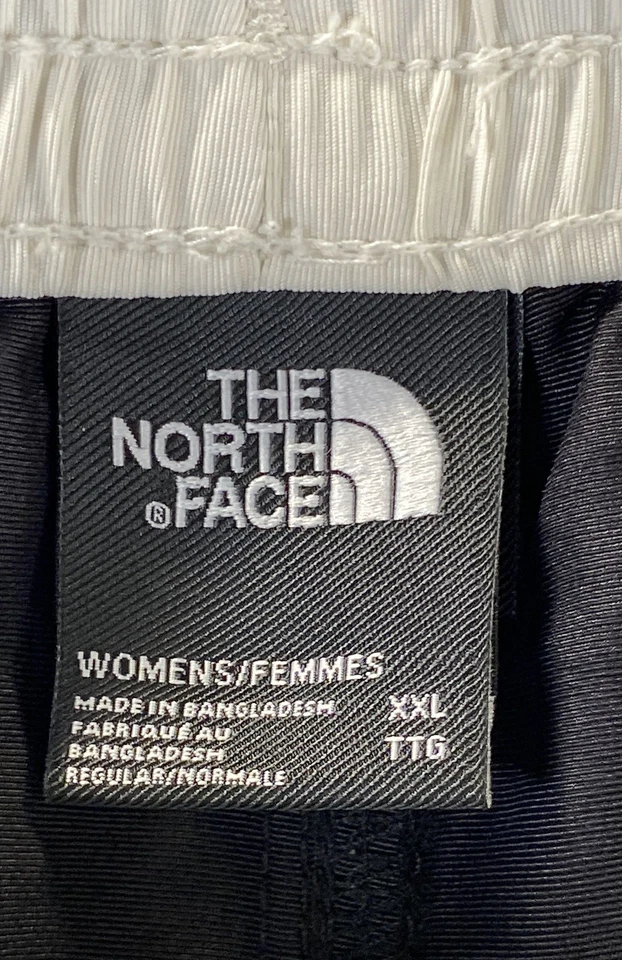 THE
NORTH
® FACE
WOMENS/FEMMES
MADE IN BANGLADESH XXL
FABRIQUÉ AU
BANGLADESH TTG
REGULAR/NORMALE